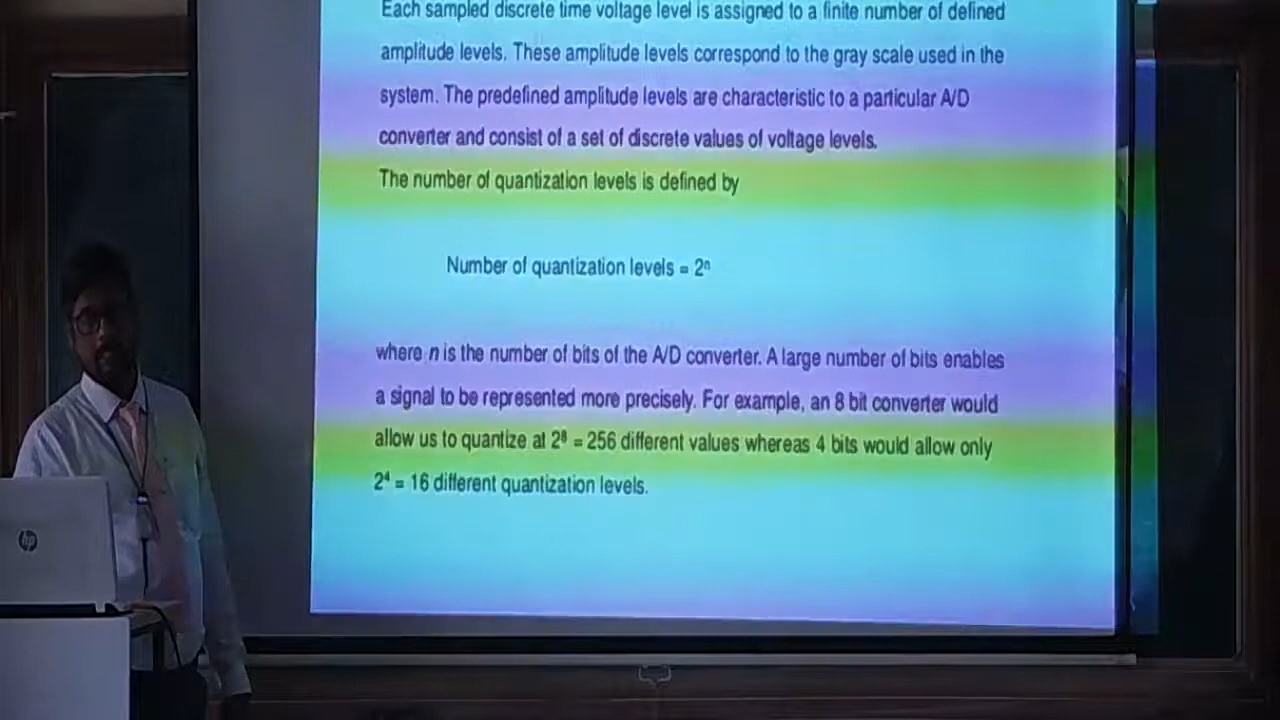 Each sampled discrete time voltage level is assigned to a finite number of defined
amplitude levels. These amplitude levels correspond to the gray scale used in the
system. The predefined amplitude levels are characteristic to a particular A/D
converter and consist of a set of discrete values of voltage levels.
The number of quantization levels is defined by
Number of quantization levels = 2ⁿ
where n is the number of bits of the A/D converter. A large number of bits enables
a signal to be represented more precisely. For example, an 8 bit converter would
allow us to quantize at 2⁸ = 256 different values whereas 4 bits would allow only
2⁴ = 16 different quantization levels.
hp